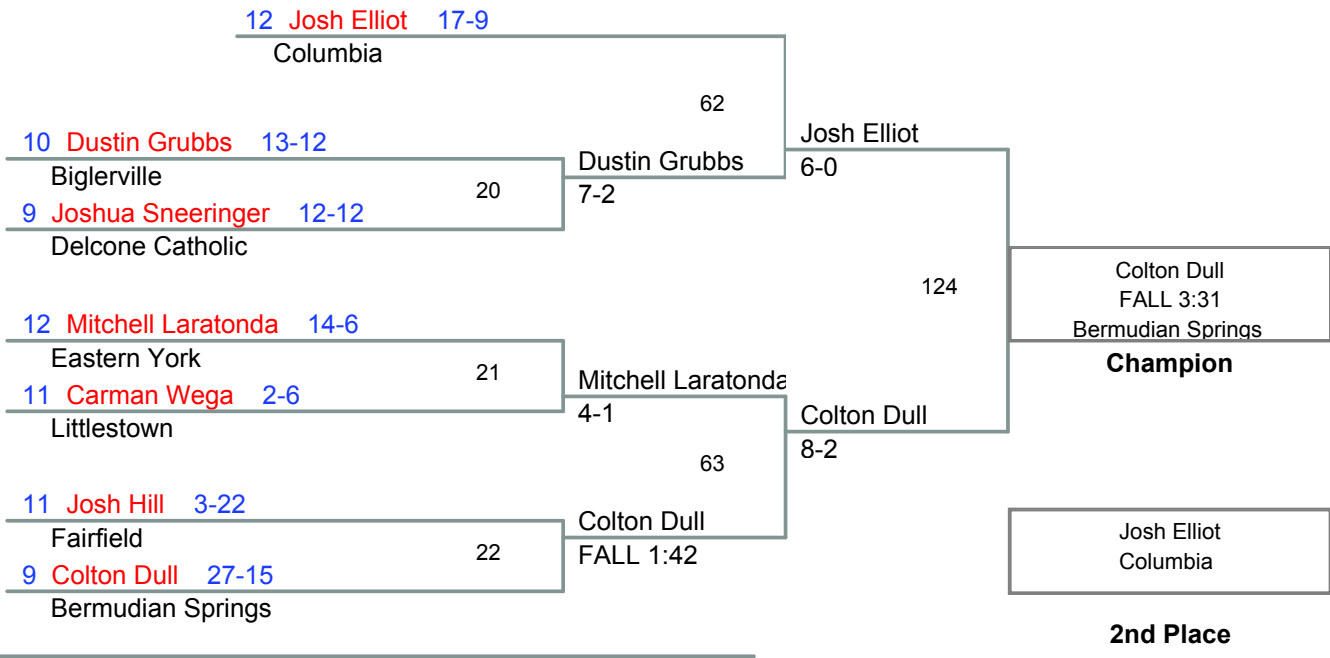 12 Josh Elliot 17-9
Columbia
62
10 Dustin Grubbs 13-12
Biglerville
20
9 Joshua Sneeringer 12-12
Delcone Catholic
Dustin Grubbs
7-2
Josh Elliot
6-0
124
12 Mitchell Laratonda 14-6
Eastern York
21
11 Carman Wega 2-6
Littlestown
Mitchell Laratonda
4-1
63
Colton Dull
8-2
11 Josh Hill 3-22
Fairfield
22
9 Colton Dull 27-15
Bermudian Springs
Colton Dull
FALL 1:42
Colton Dull
FALL 3:31
Bermudian Springs
Champion
Josh Elliot
Columbia
2nd Place